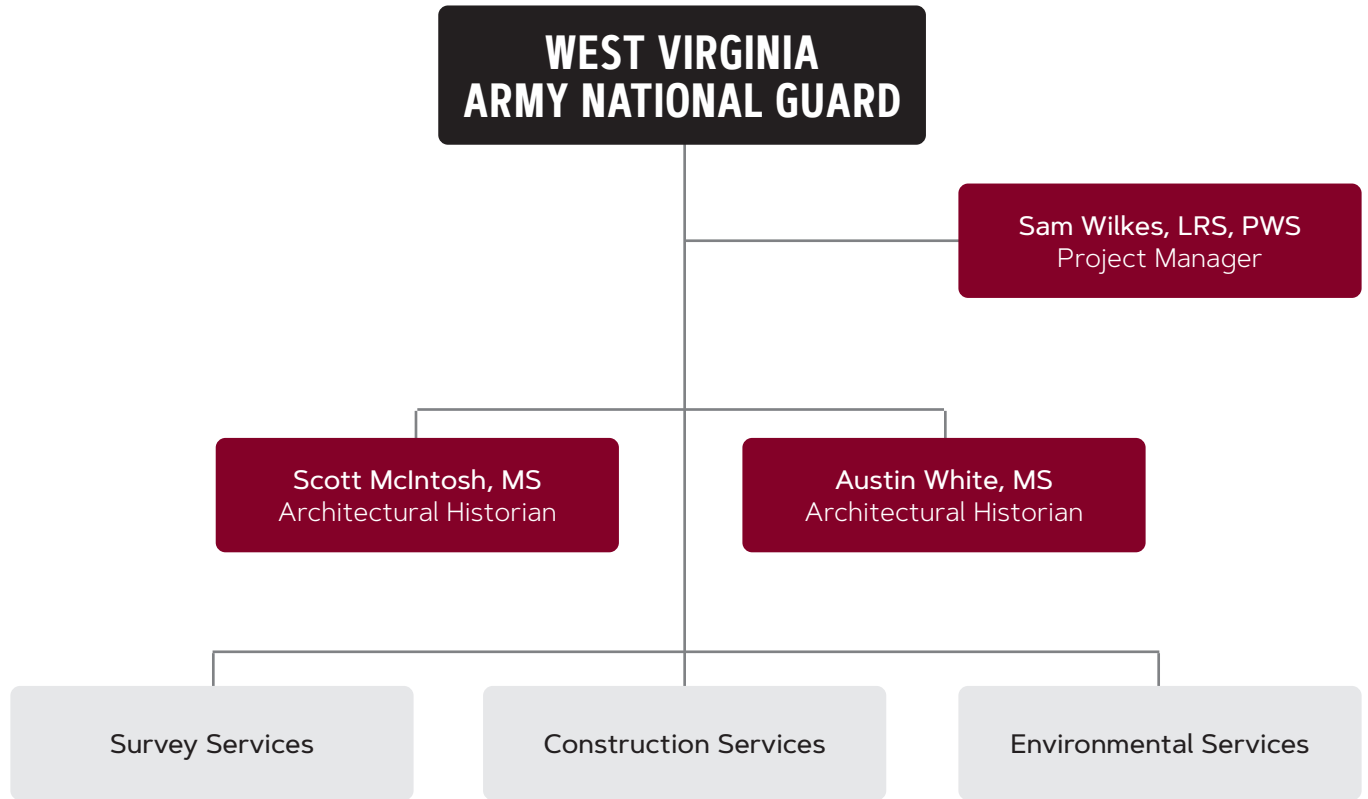 WEST VIRGINIA
ARMY NATIONAL GUARD
Sam Wilkes, LRS, PWS
Project Manager
Scott McIntosh, MS
Architectural Historian
Austin White, MS
Architectural Historian
Survey Services
Construction Services
Environmental Services